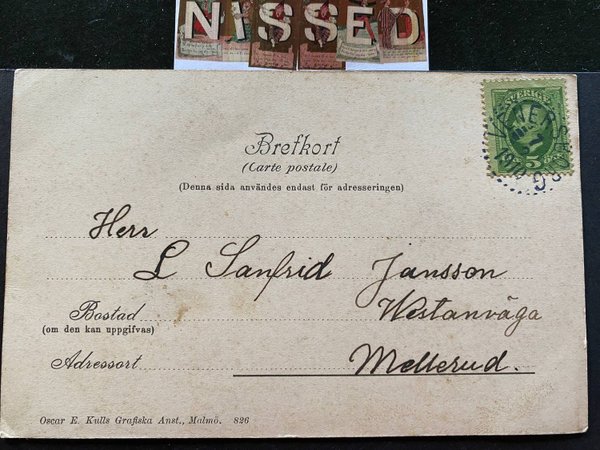 NISSED
Brefkort
(Carte postale)
(Denna sida användes endast för adresseringen)
SVERIGE
5
Herr
L Sanfrid Jansson
Bostad Westanväga
(om den kan uppgifvas)
Adressort Mellerud.
Oscar E. Kulls Grafiska Anst., Malmö. 826